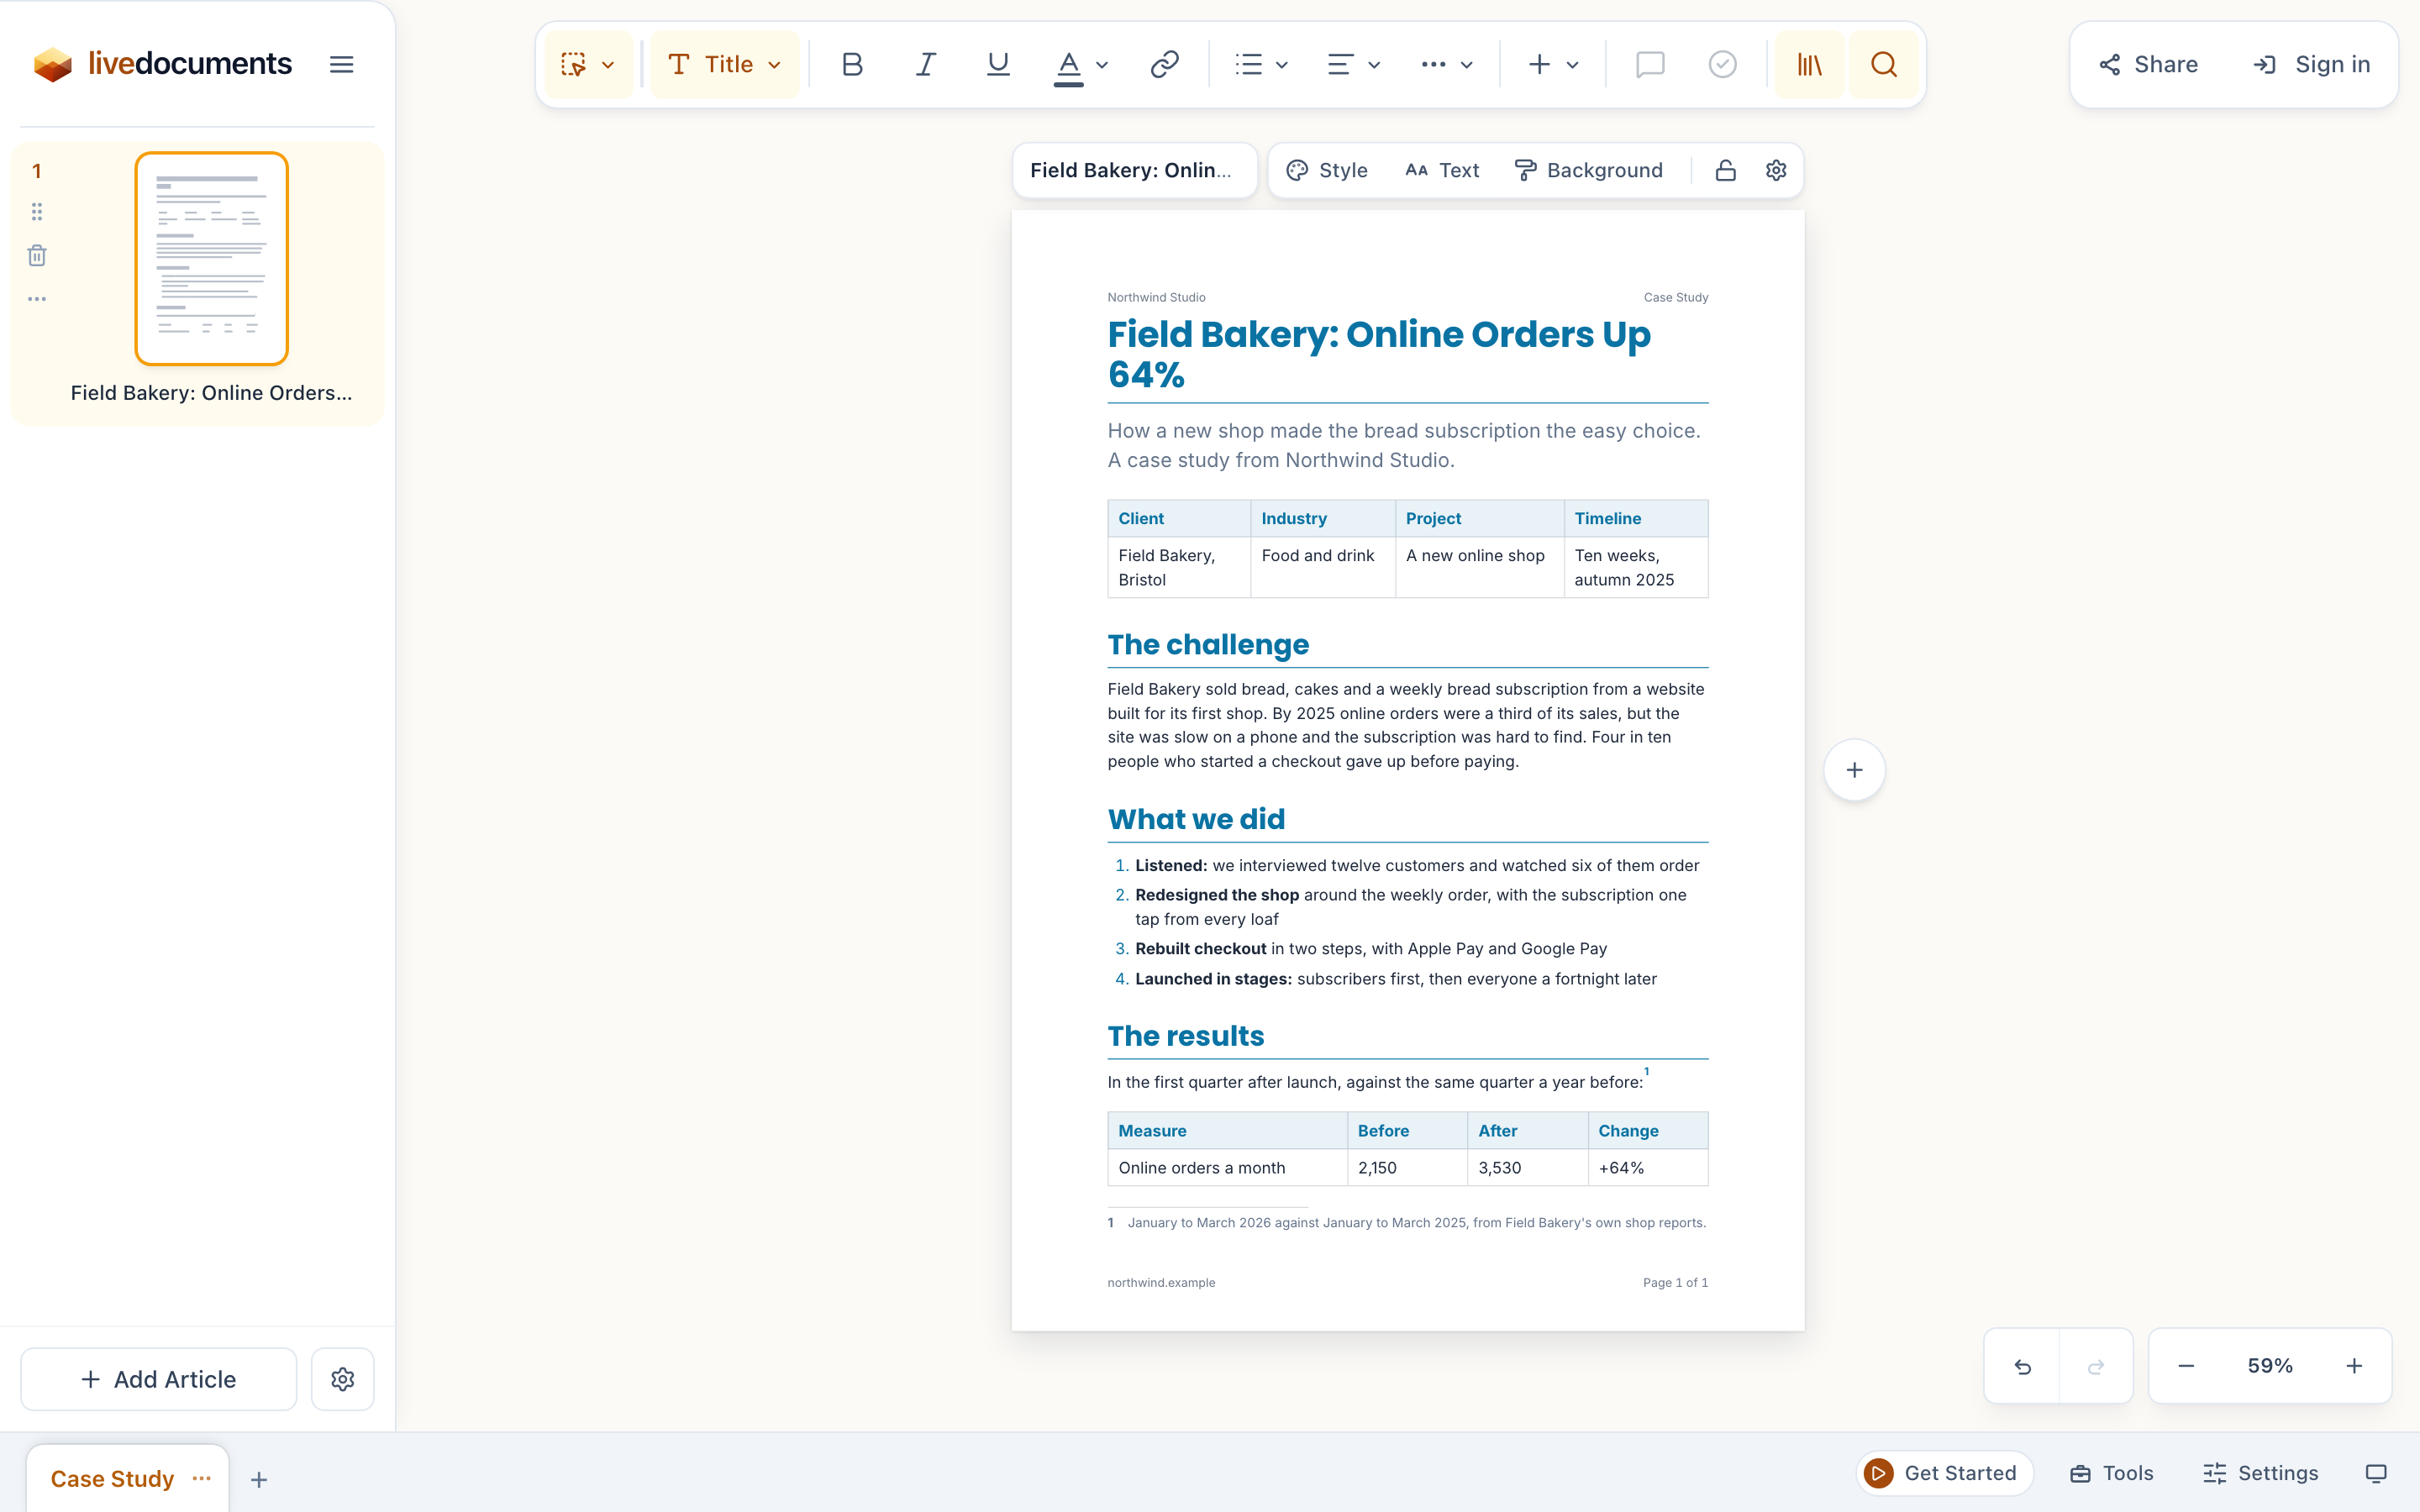 livedocuments
Title
B
I
U
A
Share
Sign in
1
Field Bakery: Online Orders...
Field Bakery: Onlin...
Style
Text
Background
Northwind Studio
Case Study
Field Bakery: Online Orders Up
64%
How a new shop made the bread subscription the easy choice.
A case study from Northwind Studio.
Client Industry Project Timeline
Field Bakery, Food and drink A new online shop Ten weeks,
Bristol autumn 2025
The challenge
Field Bakery sold bread, cakes and a weekly bread subscription from a website
built for its first shop. By 2025 online orders were a third of its sales, but the
site was slow on a phone and the subscription was hard to find. Four in ten
people who started a checkout gave up before paying.
What we did
1. Listened: we interviewed twelve customers and watched six of them order
2. Redesigned the shop around the weekly order, with the subscription one
tap from every loaf
3. Rebuilt checkout in two steps, with Apple Pay and Google Pay
4. Launched in stages: subscribers first, then everyone a fortnight later
The results
In the first quarter after launch, against the same quarter a year before:1
Measure Before After Change
Online orders a month 2,150 3,530 +64%
1 January to March 2026 against January to March 2025, from Field Bakery's own shop reports.
northwind.example
Page 1 of 1
Add Article
59%
Case Study
Get Started
Tools
Settings